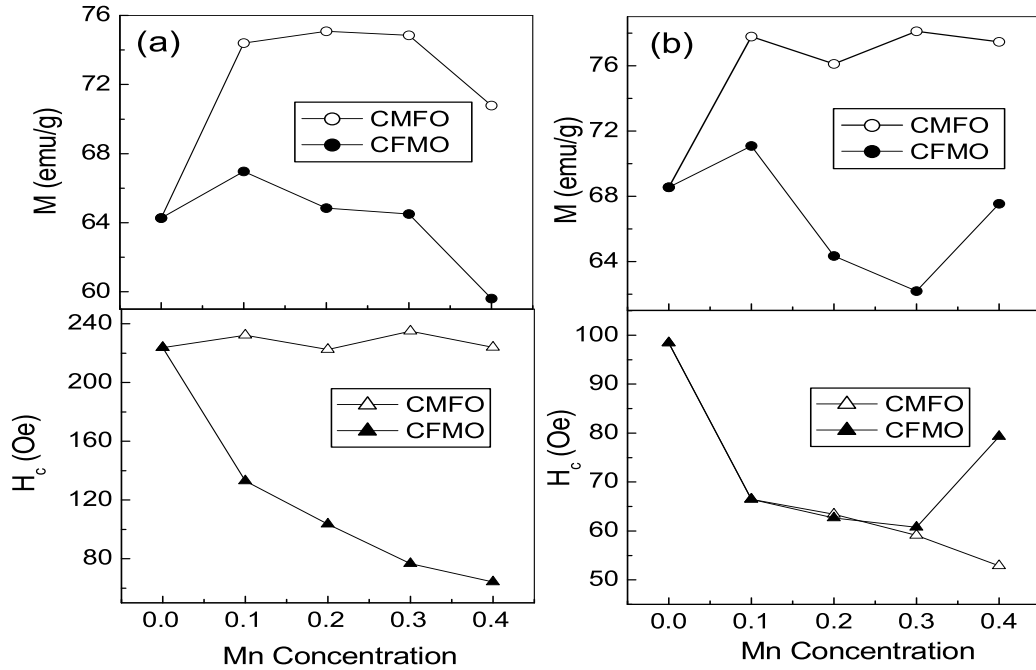 (a)
76
72
68
64
60
M (emu/g)
CMFO
CFMO
240
200
160
120
80
H_c (Oe)
CMFO
CFMO
0.0 0.1 0.2 0.3 0.4
Mn Concentration
(b)
76
72
68
64
M (emu/g)
CMFO
CFMO
100
90
80
70
60
50
H_c (Oe)
CMFO
CFMO
0.0 0.1 0.2 0.3 0.4
Mn Concentration